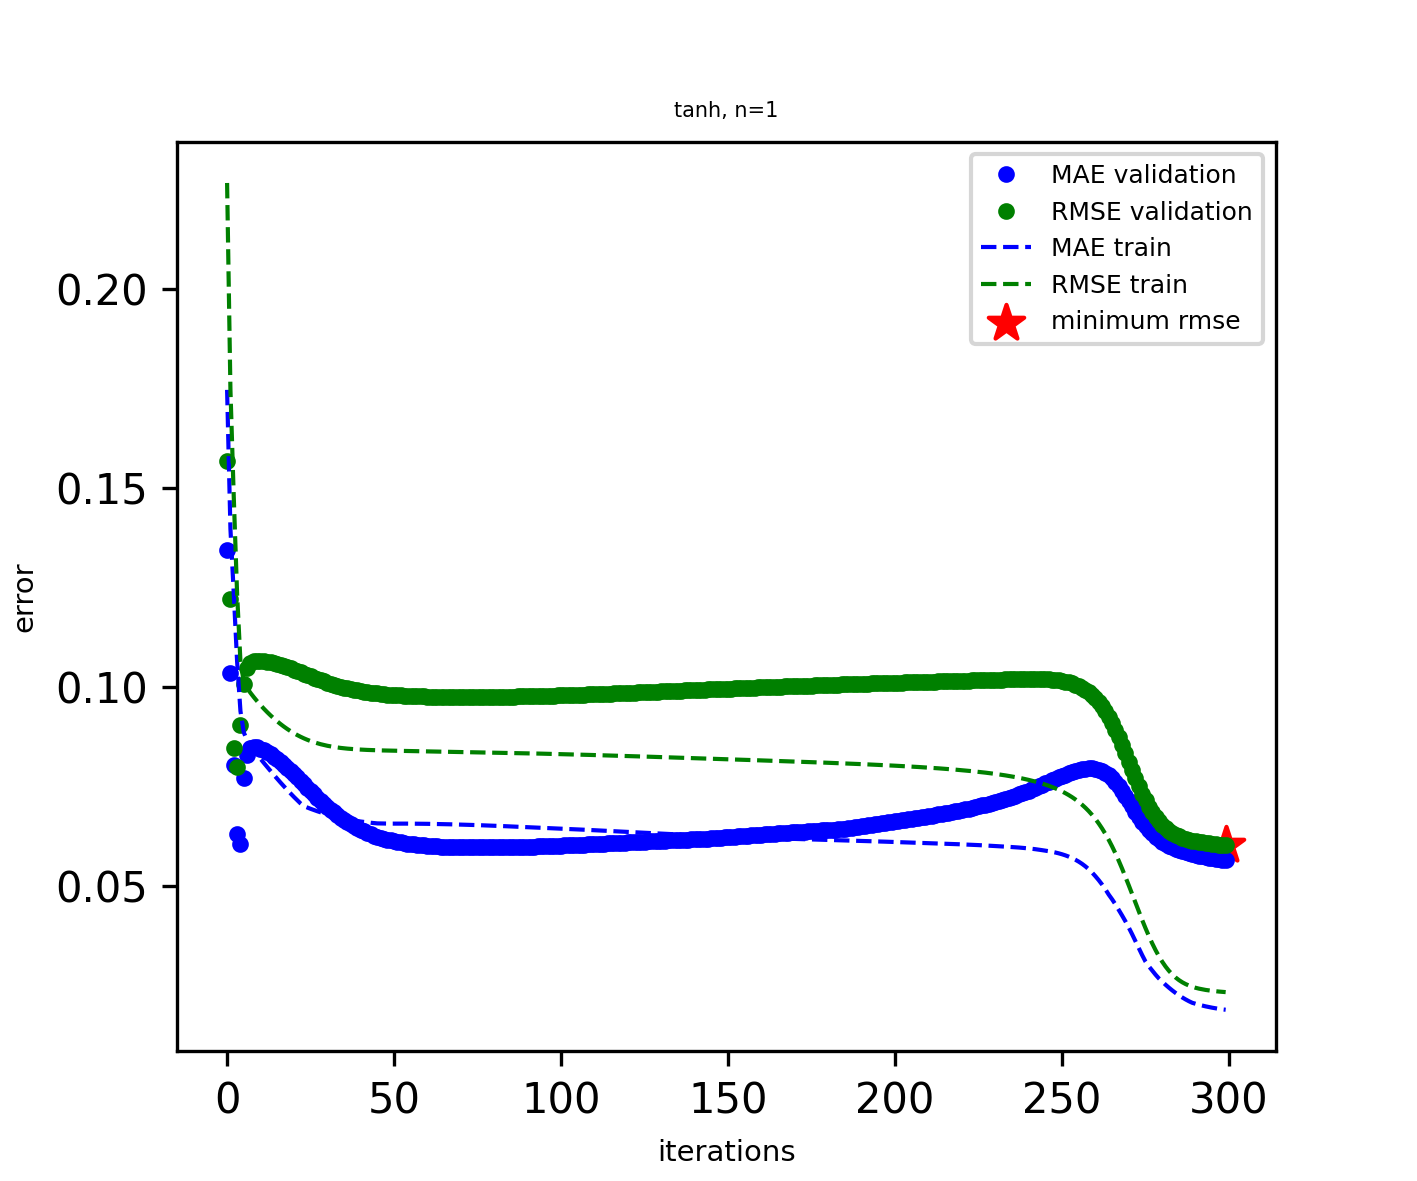 tanh, n=1
MAE validation
RMSE validation
MAE train
RMSE train
minimum rmse
0.20
0.15
0.10
0.05
error
0 50 100 150 200 250 300
iterations